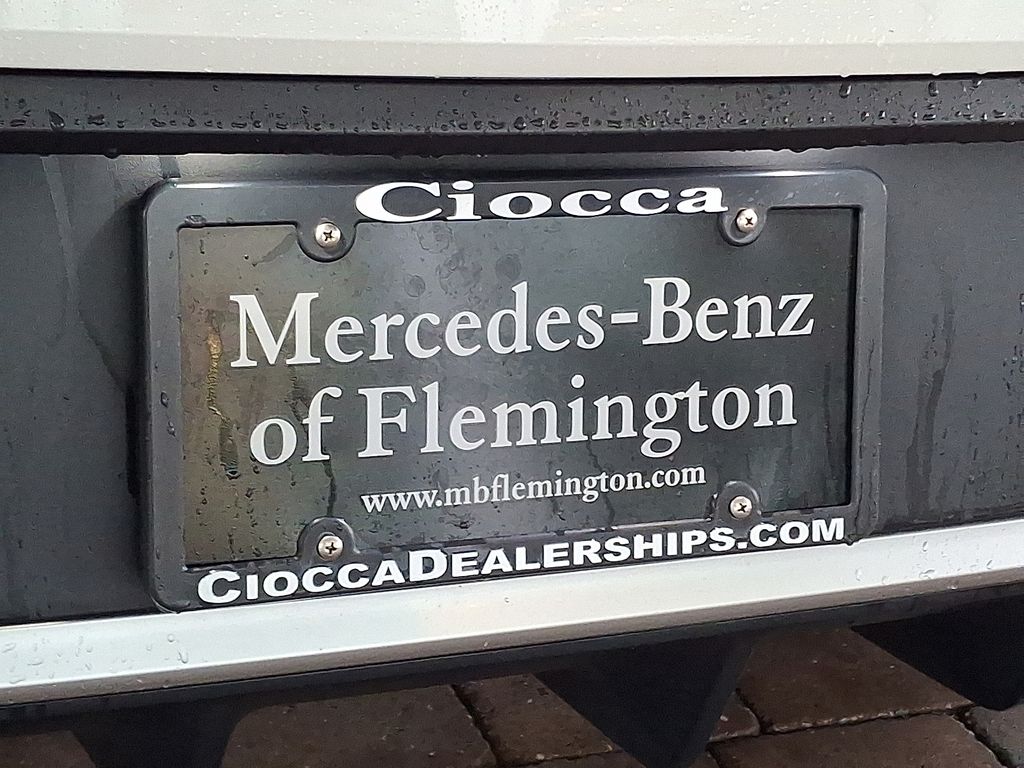 Ciocca
Mercedes-Benz
of Flemington
www.mbflemington.com
CIOCCADEALERSHIPS.COM